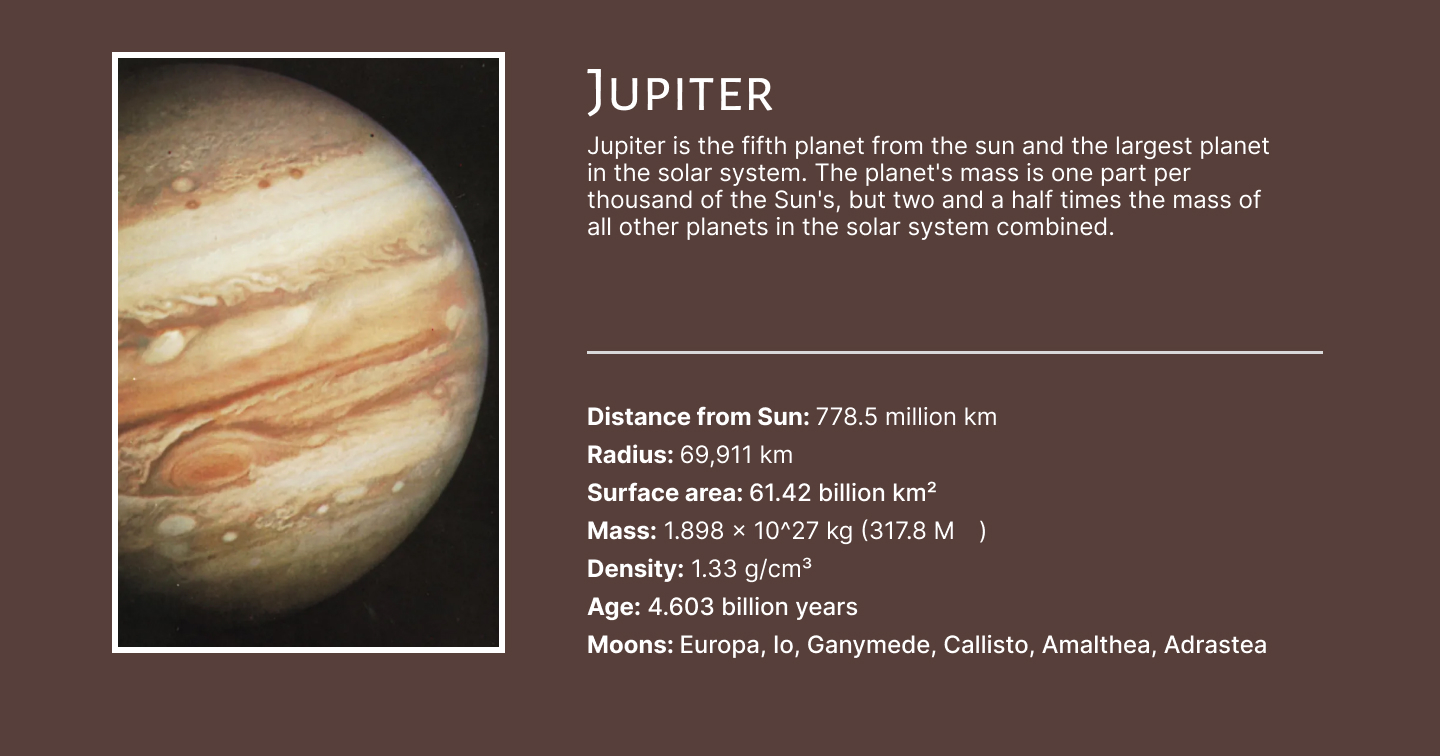 Jupiter
Jupiter is the fifth planet from the sun and the largest planet
in the solar system. The planet's mass is one part per
thousand of the Sun's, but two and a half times the mass of
all other planets in the solar system combined.
Distance from Sun: 778.5 million km
Radius: 69,911 km
Surface area: 61.42 billion km²
Mass: 1.898 × 10^27 kg (317.8 M )
Density: 1.33 g/cm³
Age: 4.603 billion years
Moons: Europa, Io, Ganymede, Callisto, Amalthea, Adrastea